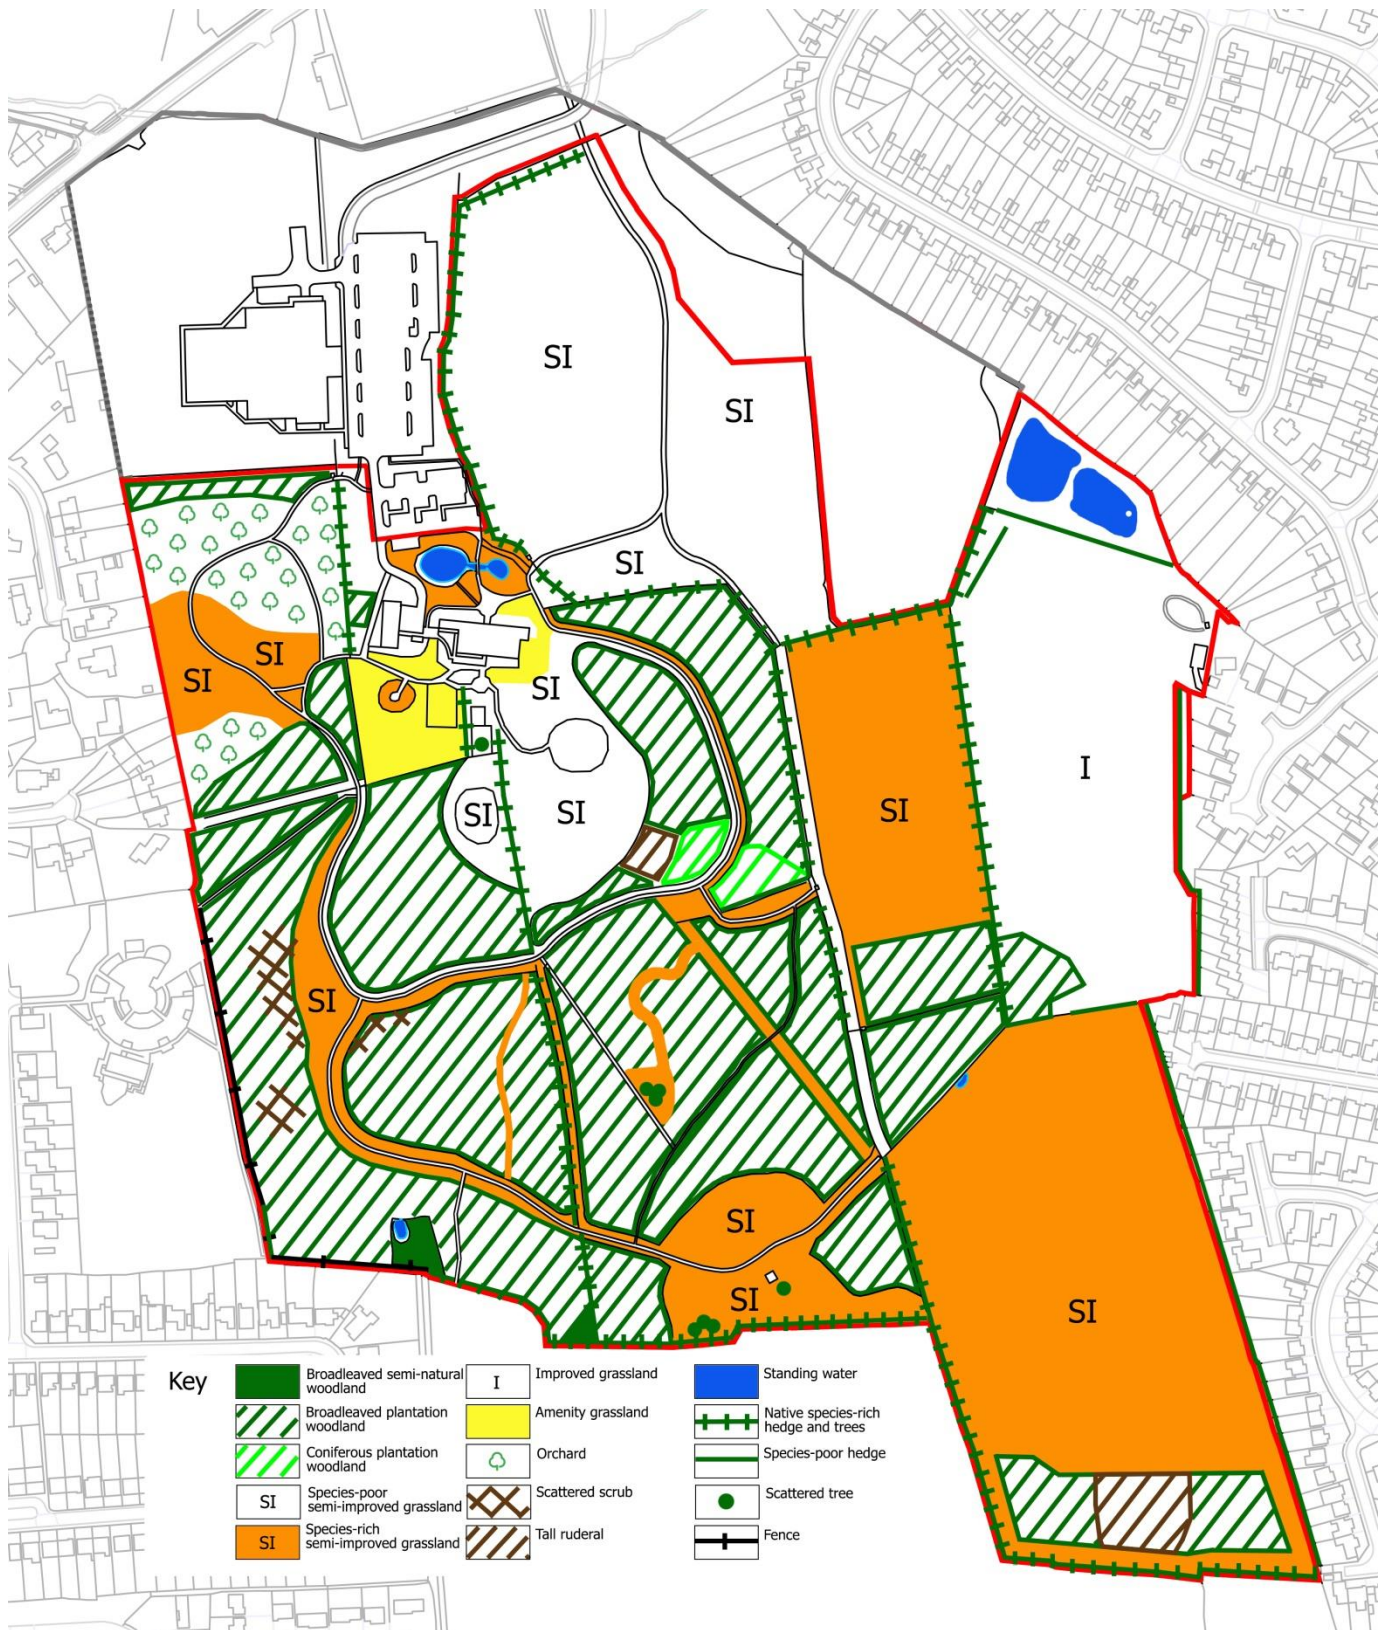 SI
SI
SI
SI
SI
SI
I
SI
SI
SI
SI
SI
SI
SI
Key
Broadleaved semi-natural
woodland
Broadleaved plantation
woodland
Coniferous plantation
woodland
SI
Species-poor
semi-improved grassland
SI
Species-rich
semi-improved grassland
I
Improved grassland
Amenity grassland
Orchard
Scattered scrub
Tall ruderal
Standing water
Native species-rich
hedge and trees
Species-poor hedge
Scattered tree
Fence